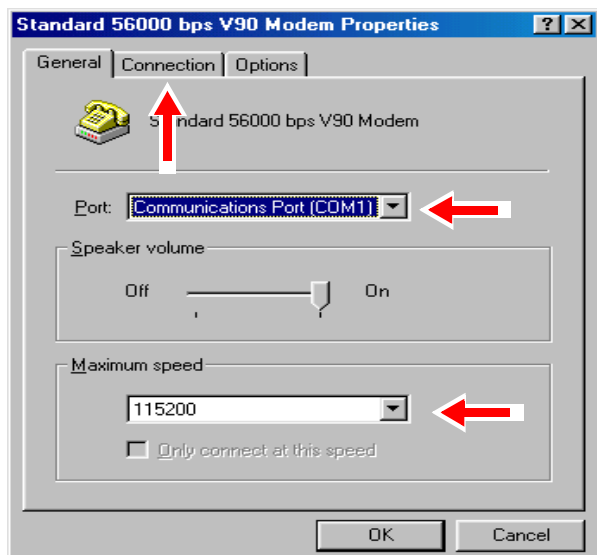 Standard 56000 bps V90 Modem Properties
General Connection Options
Standard 56000 bps V90 Modem
Port: Communications Port (COM1)
Speaker volume
Off On
Maximum speed
115200
Only connect at this speed
OK Cancel